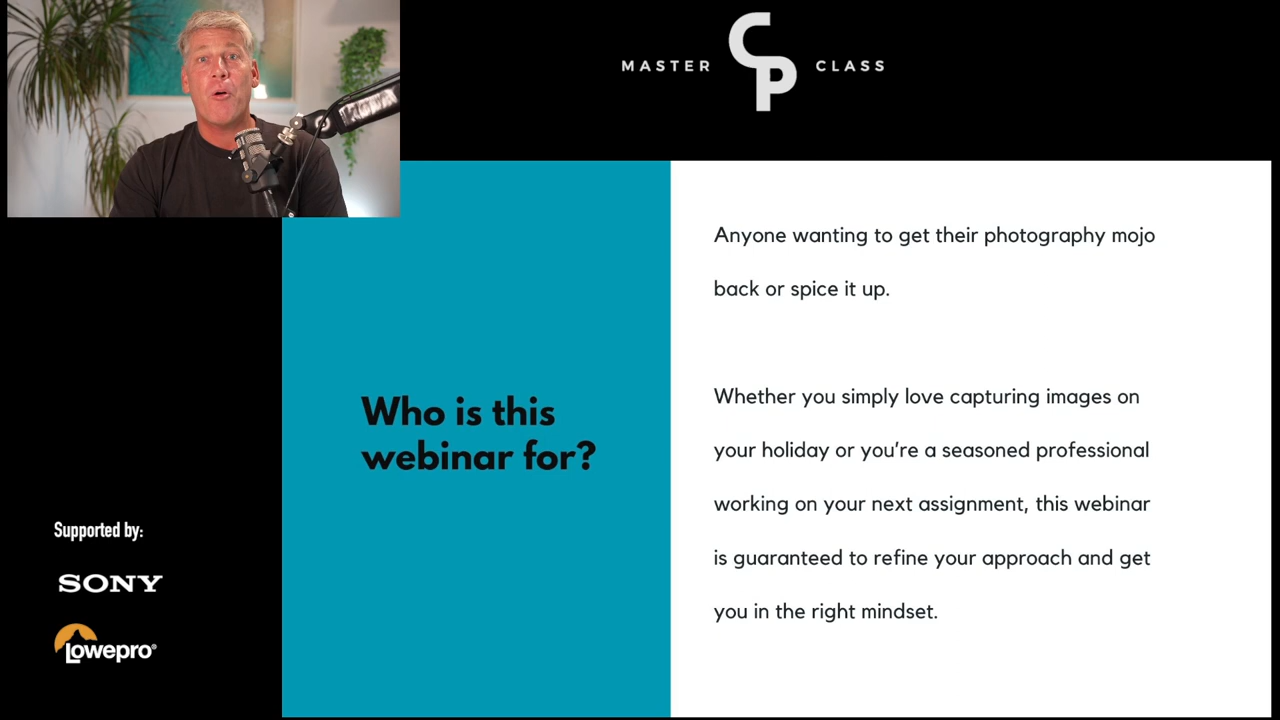 MASTER CP CLASS
Who is this
webinar for?
Anyone wanting to get their photography mojo
back or spice it up.
Whether you simply love capturing images on
your holiday or you're a seasoned professional
working on your next assignment, this webinar
is guaranteed to refine your approach and get
you in the right mindset.
Supported by:
SONY
Lowepro®